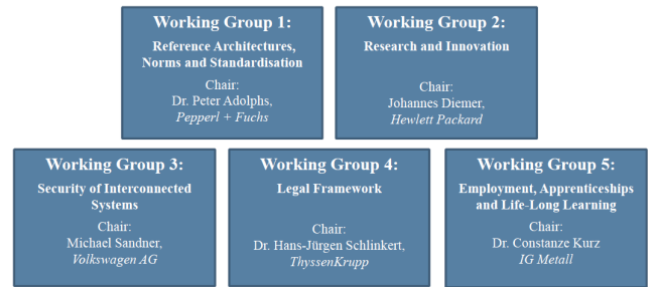 Working Group 1:
Reference Architectures,
Norms and Standardisation
Chair:
Dr. Peter Adolphs,
Pepperl + Fuchs
Working Group 2:
Research and Innovation
Chair:
Johannes Diemer,
Hewlett Packard
Working Group 3:
Security of Interconnected
Systems
Chair:
Michael Sandner,
Volkswagen AG
Working Group 4:
Legal Framework
Chair:
Dr. Hans-Jürgen Schlinkert,
ThyssenKrupp
Working Group 5:
Employment, Apprenticeships
and Life-Long Learning
Chair:
Dr. Constanze Kurz
IG Metall